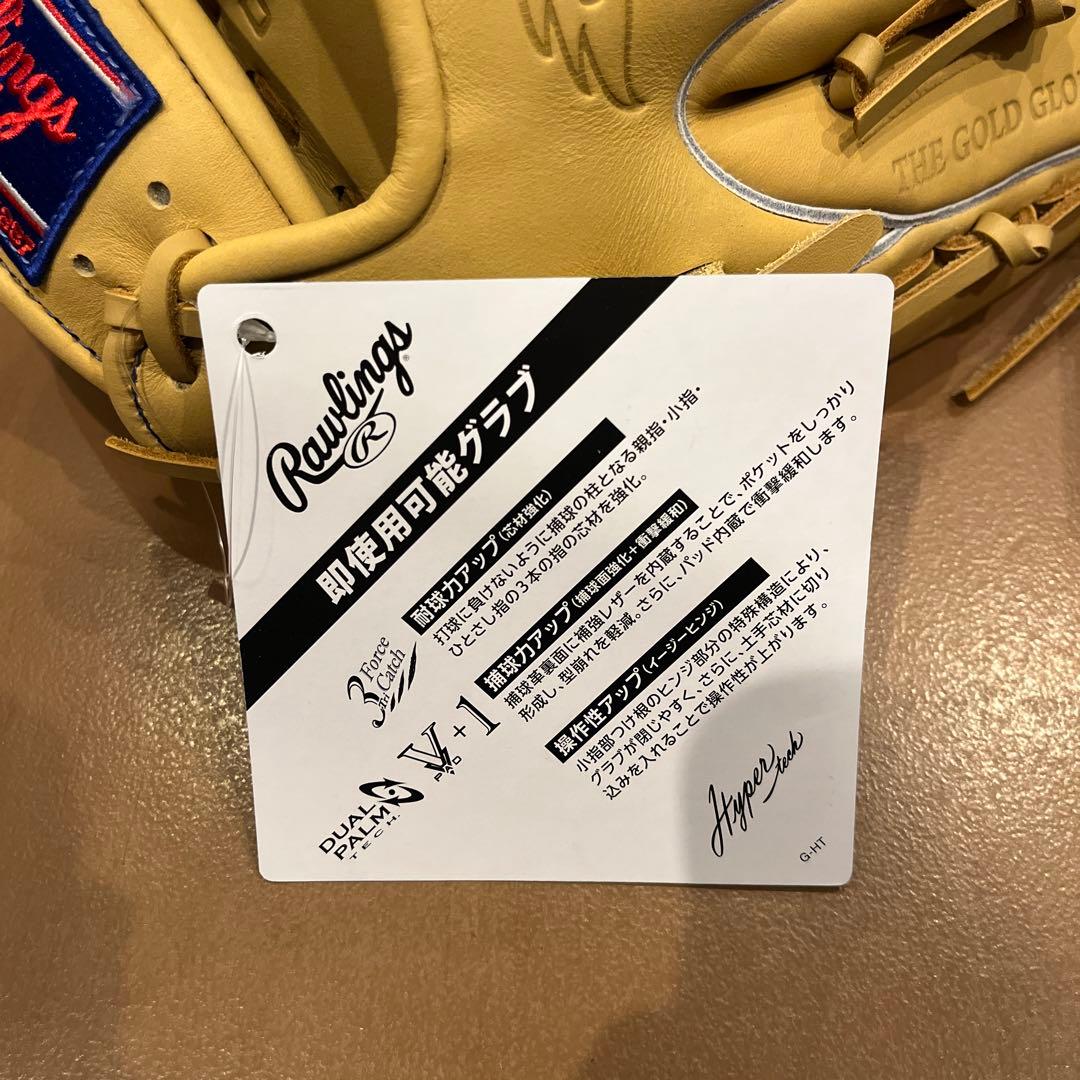 THE GOLD GLO
Rawlings
®
R
即使用可能グラブ
3 Force
Tri Catch
耐球力アップ(芯材強化)
打球に負けないように捕球の柱となる親指・小指・
ひとさし指の3本の指の芯材を強化。
V+1
PAD
捕球力アップ(捕球面強化+衝撃緩和)
捕球革裏面に補強レザーを内蔵することで、ポケットをしっかり
形成し、型崩れを軽減。さらに、パッド内蔵で衝撃緩和します。
DUAL
PALM
TECH.
操作性アップ(イージーヒンジ)
小指部つけ根のヒンジ部分の特殊構造により、
グラブが閉じやすく、さらに、土手芯材に切り
込みを入れることで操作性が上がります。
Hyper tech
G-HT